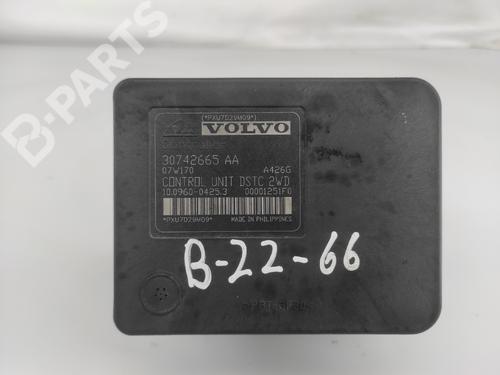 B-PARTS
(*PXU7D29W09*)
VOLVO
30742665 AA
07W170 A426G
CONTROL UNIT DSTC 2WD
10.0960-0425.3 00001251F0
*PXU7D29W09* MADE IN PHILIPPINES
B-22-66